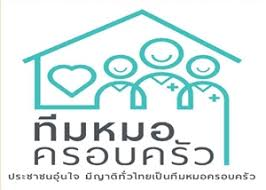 ทีมหมอ
ครอบครัว
ประชาชนอุ่นใจ มีญาติทั่วไทยเป็นทีมหมอครอบครัว